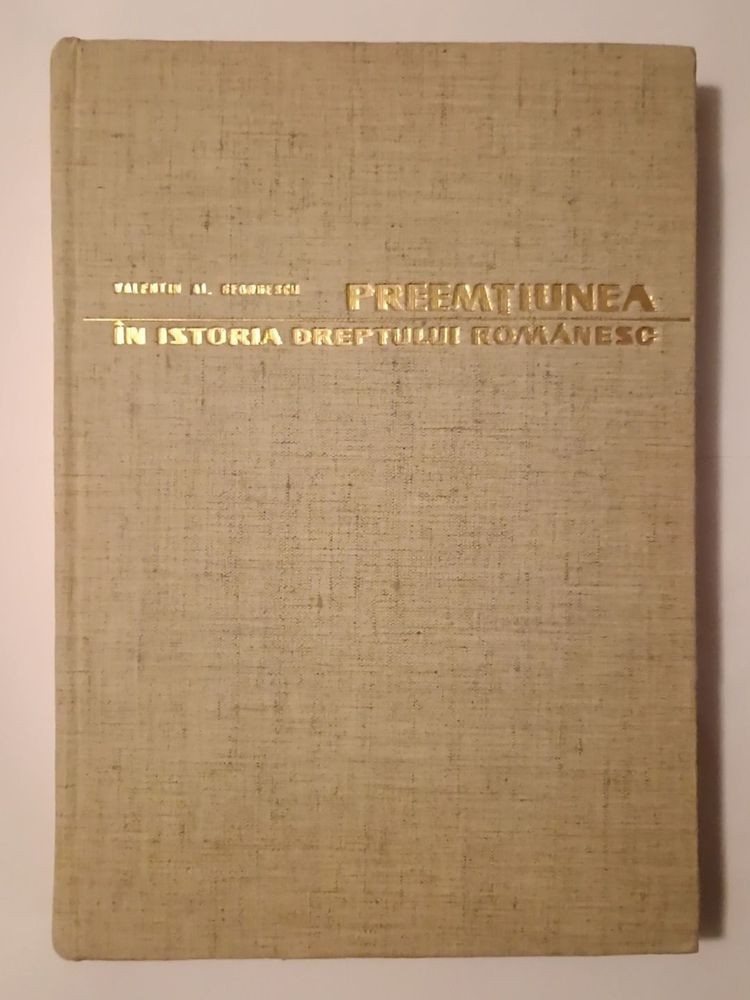 VALENTIN AL. GEORGESCU PREEMȚIUNEA
ÎN ISTORIA DREPTULUI ROMÂNESC